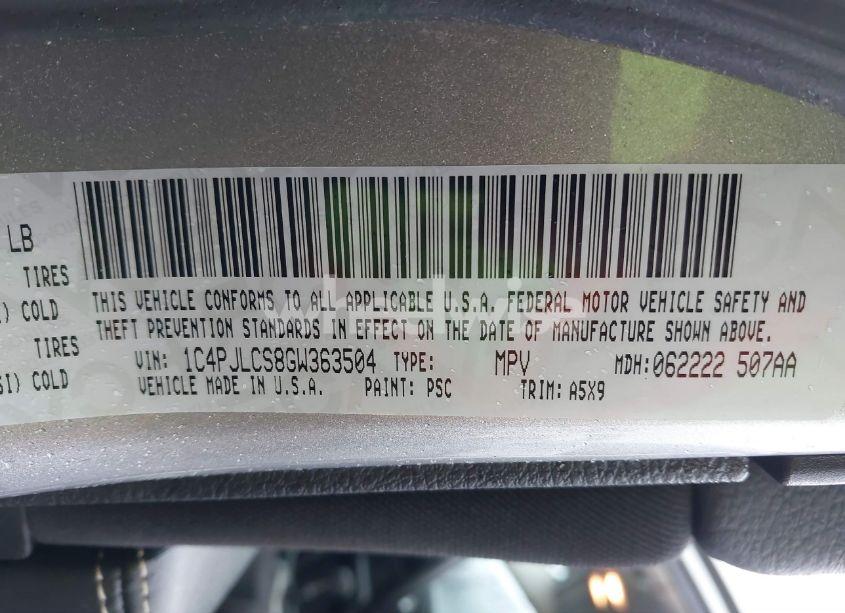 LB
TIRES
COLD
THIS VEHICLE CONFORMS TO ALL APPLICABLE U.S.A. FEDERAL MOTOR VEHICLE SAFETY AND
THEFT PREVENTION STANDARDS IN EFFECT ON THE DATE OF MANUFACTURE SHOWN ABOVE.
TIRES
VIN: 1C4PJLCS8GW363504 TYPE: MPV MDH:062222 507AA
SI) COLD
VEHICLE MADE IN U.S.A. PAINT: PSC TRIM: A5X9